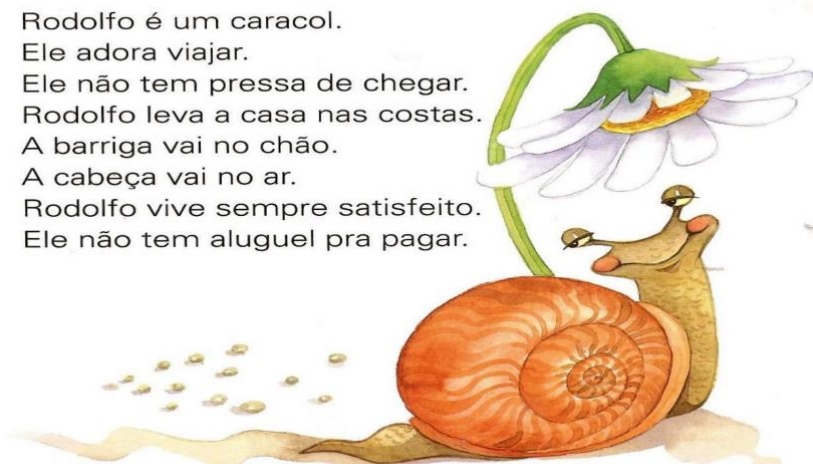 Rodolfo é um caracol.
Ele adora viajar.
Ele não tem pressa de chegar.
Rodolfo leva a casa nas costas.
A barriga vai no chão.
A cabeça vai no ar.
Rodolfo vive sempre satisfeito.
Ele não tem aluguel pra pagar.